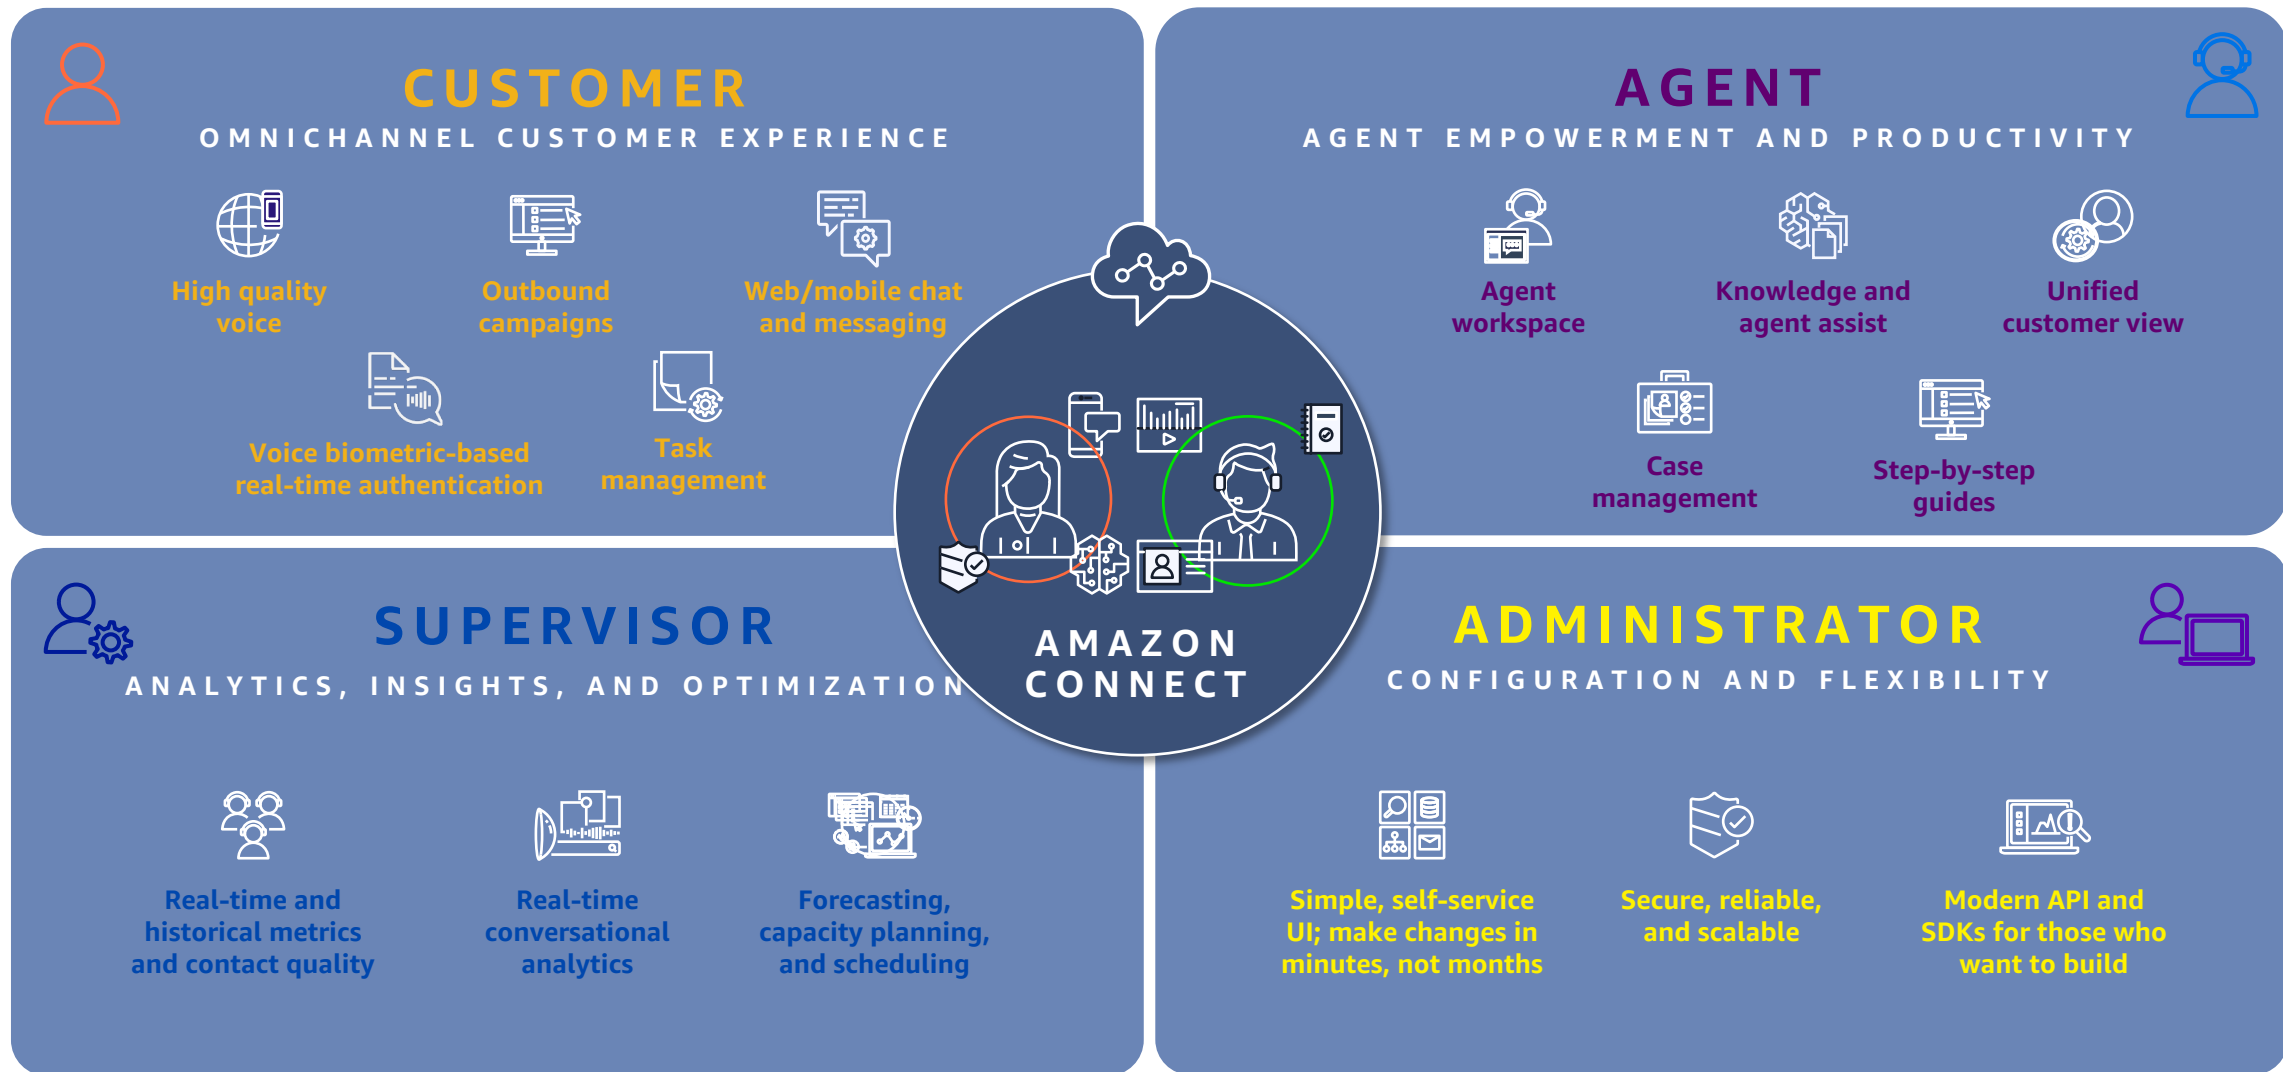 CUSTOMER
OMNICHANNEL CUSTOMER EXPERIENCE
High quality
voice
Outbound
campaigns
Web/mobile chat
and messaging
Voice biometric-based
real-time authentication
Task
management
AGENT
AGENT EMPOWERMENT AND PRODUCTIVITY
Agent
workspace
Knowledge and
agent assist
Unified
customer view
Case
management
Step-by-step
guides
AMAZON
CONNECT
SUPERVISOR
ANALYTICS, INSIGHTS, AND OPTIMIZATION
Real-time and
historical metrics
and contact quality
Real-time
conversational
analytics
Forecasting,
capacity planning,
and scheduling
ADMINISTRATOR
CONFIGURATION AND FLEXIBILITY
Simple, self-service
UI; make changes in
minutes, not months
Secure, reliable,
and scalable
Modern API and
SDKs for those who
want to build